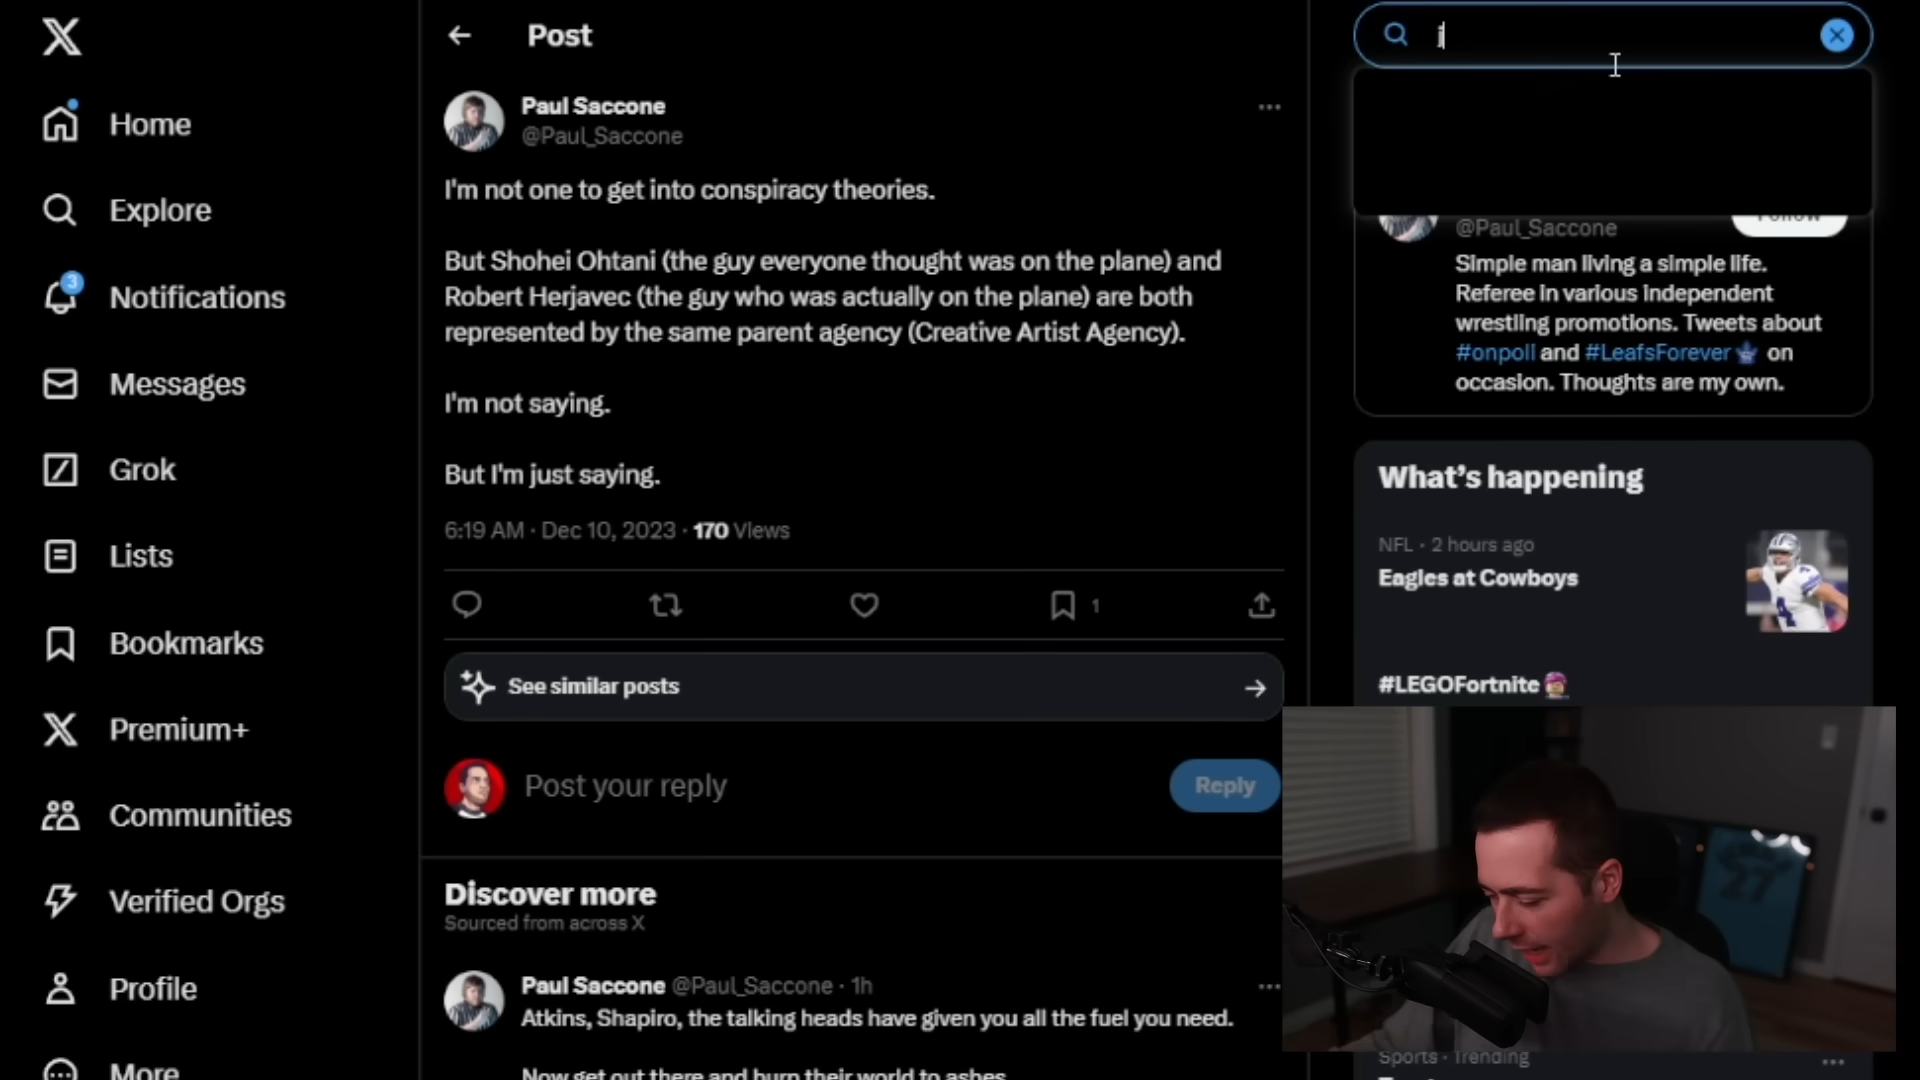 Home
Explore
3
Notifications
Messages
Grok
Lists
Bookmarks
Premium+
Communities
Verified Orgs
Profile
More
Post
Paul Saccone
@Paul_Saccone
I'm not one to get into conspiracy theories.
But Shohei Ohtani (the guy everyone thought was on the plane) and
Robert Herjavec (the guy who was actually on the plane) are both
represented by the same parent agency (Creative Artist Agency).
I'm not saying.
But I'm just saying.
6:19 AM · Dec 10, 2023 · 170 Views
1
See similar posts
Post your reply
Reply
Discover more
Sourced from across X
Paul Saccone @Paul_Saccone · 1h
Atkins, Shapiro, the talking heads have given you all the fuel you need.
Now get out there and burn their world to ashes
j
Follow
@Paul_Saccone
Simple man living a simple life.
Referee in various independent
wrestling promotions. Tweets about
#onpoli and #LeafsForever on
occasion. Thoughts are my own.
What's happening
NFL · 2 hours ago
Eagles at Cowboys
4
#LEGOFortnite
27
Sports · Trending